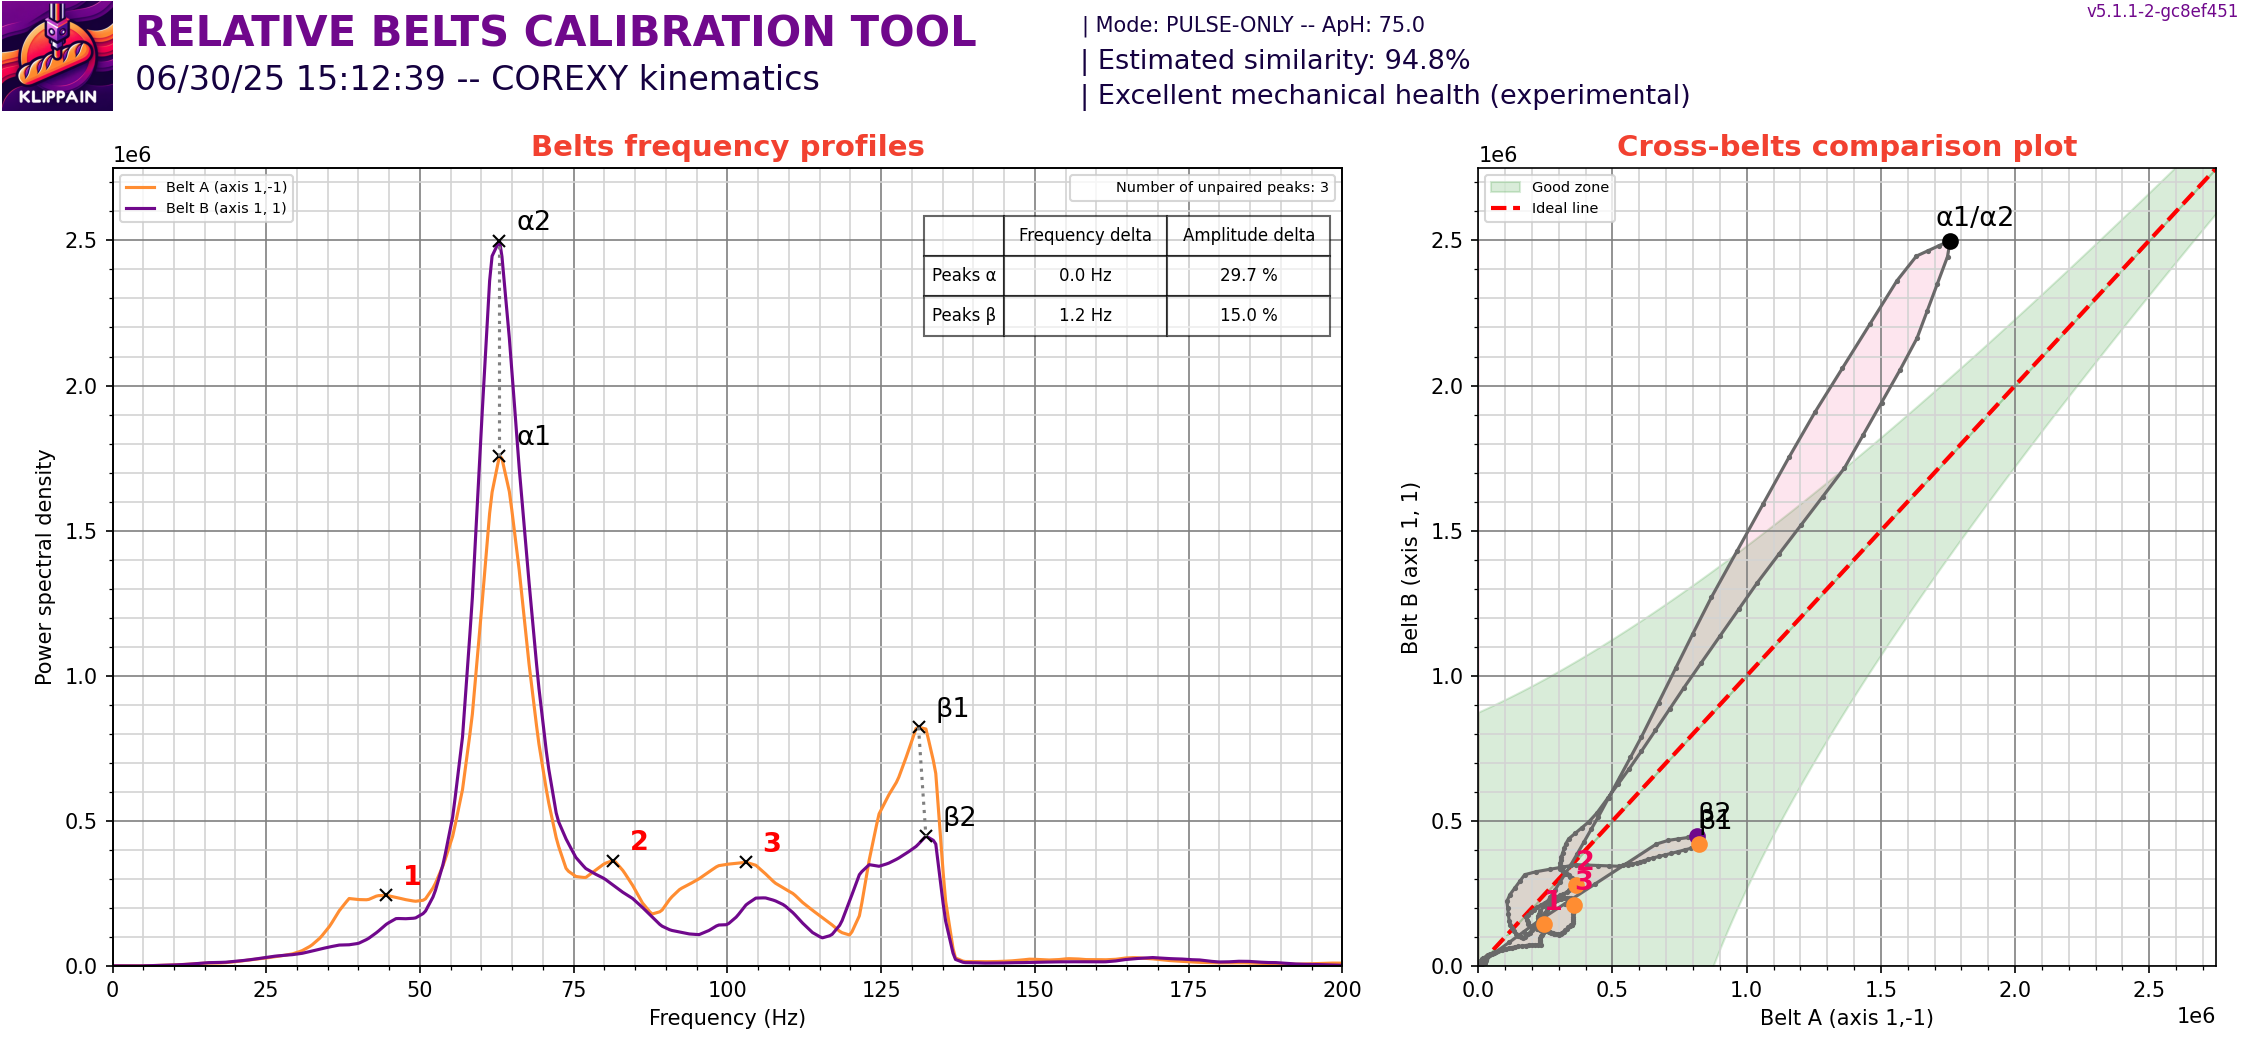 KLIPPAIN
RELATIVE BELTS CALIBRATION TOOL
06/30/25 15:12:39 -- COREXY kinematics
| Mode: PULSE-ONLY -- ApH: 75.0
| Estimated similarity: 94.8%
| Excellent mechanical health (experimental)
v5.1.1-2-gc8ef451
Belts frequency profiles
1e6
Belt A (axis 1,-1)
Belt B (axis 1, 1)
Number of unpaired peaks: 3
Frequency delta Amplitude delta
Peaks α 0.0 Hz 29.7 %
Peaks β 1.2 Hz 15.0 %
α2
α1
β1
β2
1
2
3
2.5
2.0
1.5
1.0
0.5
0.0
Power spectral density
0 25 50 75 100 125 150 175 200
Frequency (Hz)
Cross-belts comparison plot
1e6
Good zone
Ideal line
α1/α2
β2
β1
2
3
1
2.5
2.0
1.5
1.0
0.5
0.0
Belt B (axis 1, 1)
0.0 0.5 1.0 1.5 2.0 2.5
Belt A (axis 1,-1)
1e6